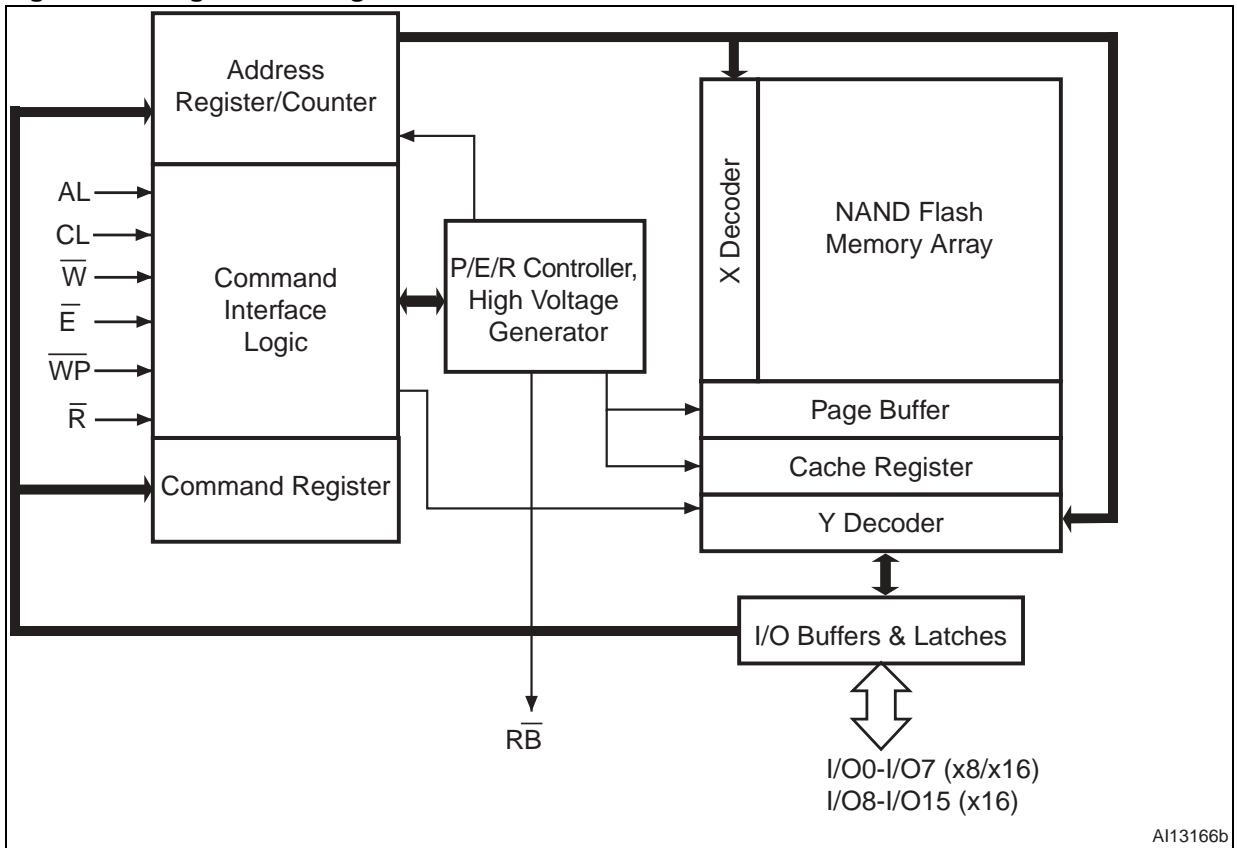 Address
Register/Counter
AL
CL
W̅
E̅
W̅P̅
R̅
Command
Interface
Logic
Command Register
P/E/R Controller,
High Voltage
Generator
X Decoder
NAND Flash
Memory Array
Page Buffer
Cache Register
Y Decoder
I/O Buffers & Latches
RB̅
I/O0-I/O7 (x8/x16)
I/O8-I/O15 (x16)
AI13166b